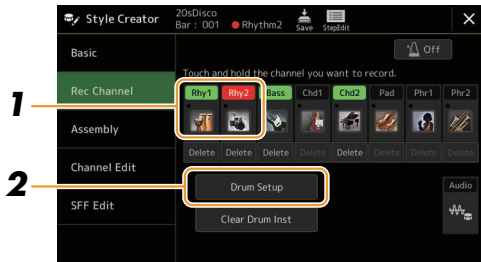 Style Creator
20sDisco
Bar : 001 Rhythm2 Save StepEdit
Basic
Off
Touch and hold the channel you want to record.
Rec Channel
Rhy1 Rhy2 Bass Chd1 Chd2 Pad Phr1 Phr2
1
Assembly
Delete Delete Delete Delete Delete Delete Delete Delete
Channel Edit
2
Drum Setup
Audio
SFF Edit
Clear Drum Inst